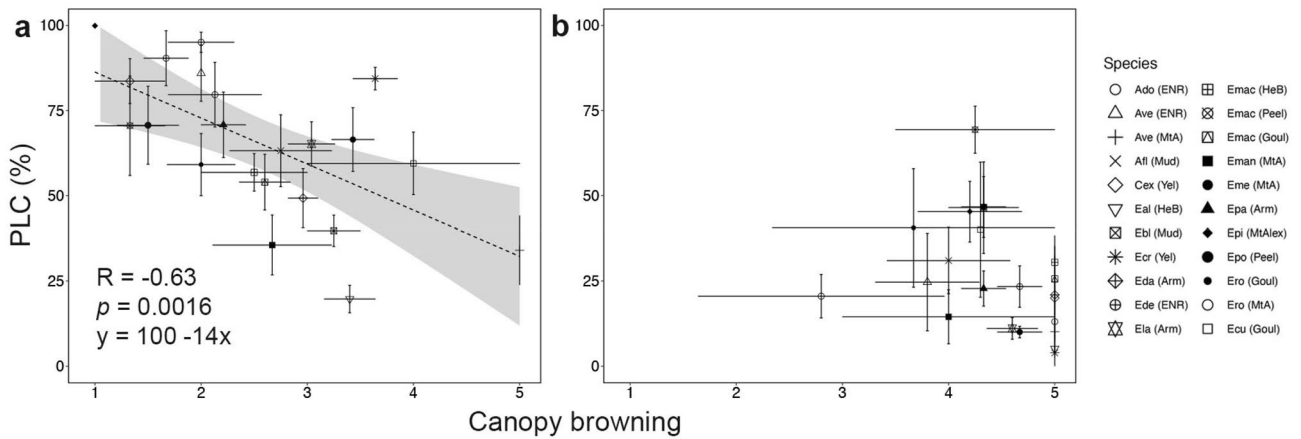 a
b
100
75
50
25
0
PLC (%)
R = -0.63
p = 0.0016
y = 100 -14x
1 2 3 4 5
100
75
50
25
0
1 2 3 4 5
Canopy browning
Species
Ado (ENR)
Ave (ENR)
Ave (MtA)
Afl (Mud)
Cex (Yel)
Eal (HeB)
Ebl (Mud)
Ecr (Yel)
Eda (Arm)
Ede (ENR)
Ela (Arm)
Emac (HeB)
Emac (Peel)
Emac (Goul)
Eman (MtA)
Eme (MtA)
Epa (Arm)
Epi (MtAlex)
Epo (Peel)
Ero (Goul)
Ero (MtA)
Ecu (Goul)